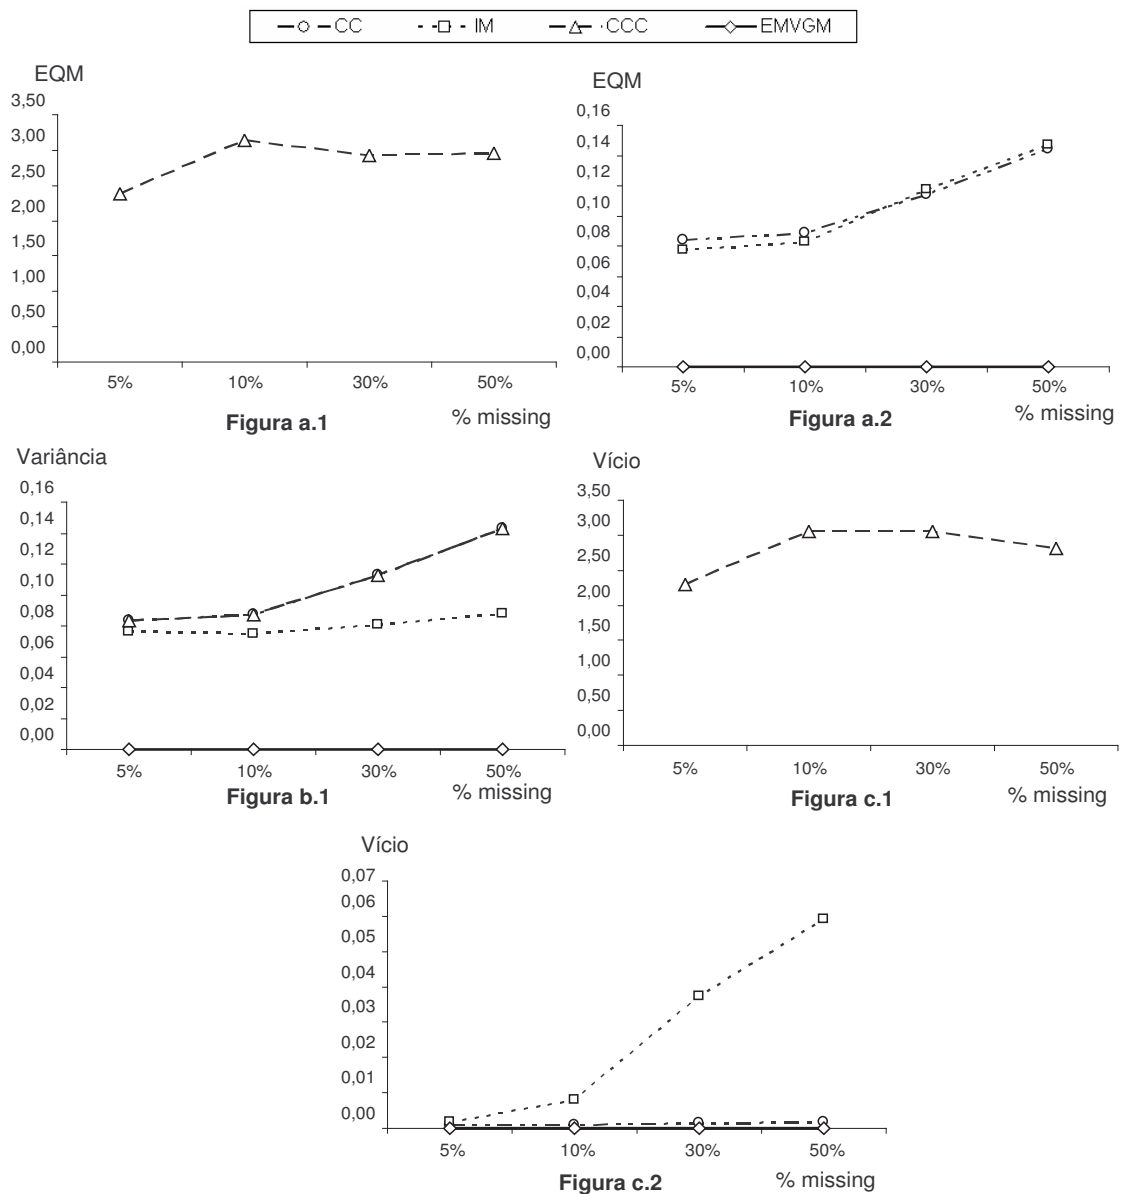 CC IM CCC EMVGM
EQM
3,50
3,00
2,50
2,00
1,50
1,00
0,50
0,00
5% 10% 30% 50%
Figura a.1 % missing
EQM
0,16
0,14
0,12
0,10
0,08
0,06
0,04
0,02
0,00
5% 10% 30% 50%
Figura a.2 % missing
Variância
0,16
0,14
0,12
0,10
0,08
0,06
0,04
0,02
0,00
5% 10% 30% 50%
Figura b.1 % missing
Vício
3,50
3,00
2,50
2,00
1,50
1,00
0,50
0,00
5% 10% 30% 50%
Figura c.1 % missing
Vício
0,07
0,06
0,05
0,04
0,03
0,02
0,01
0,00
5% 10% 30% 50%
Figura c.2 % missing